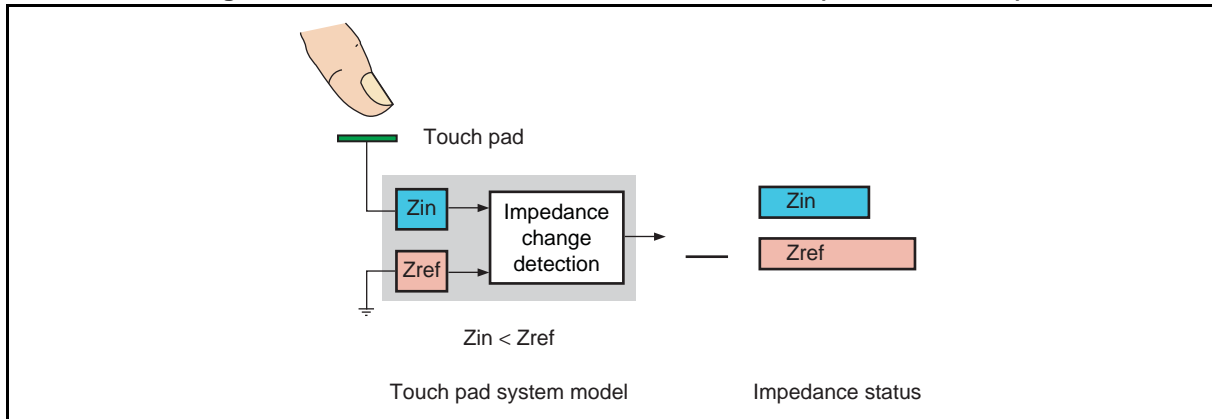 Touch pad
Zin
Zref
Impedance
change
detection
Zin
Zref
Zin < Zref
Touch pad system model
Impedance status